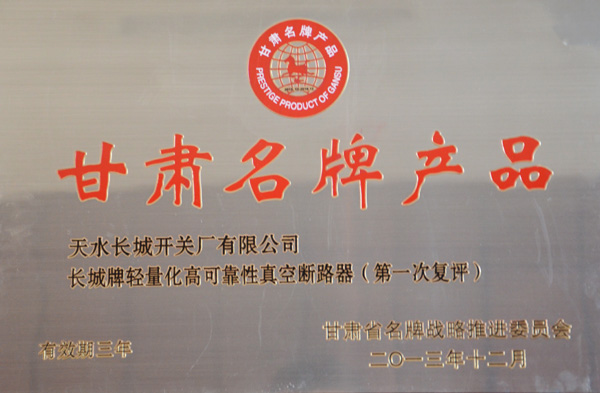 甘肃名牌产品
PRESTIGE PRODUCT OF GANSU
甘肃名牌产品
天水长城开关厂有限公司
长城牌轻量化高可靠性真空断路器（第一次复评）
有效期三年
甘肃省名牌战略推进委员会
二〇一三年十二月